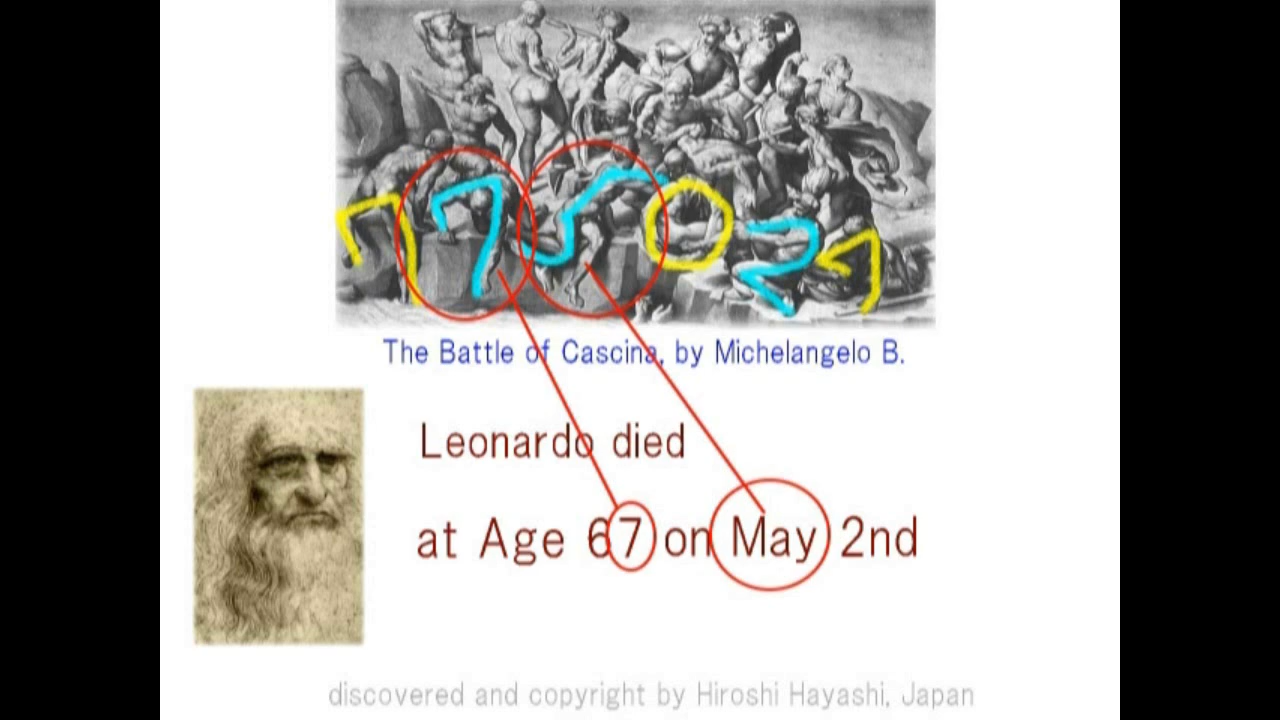 775027
The Battle of Cascina, by Michelangelo B.
Leonardo died
at Age 67 on May 2nd
discovered and copyright by Hiroshi Hayashi, Japan